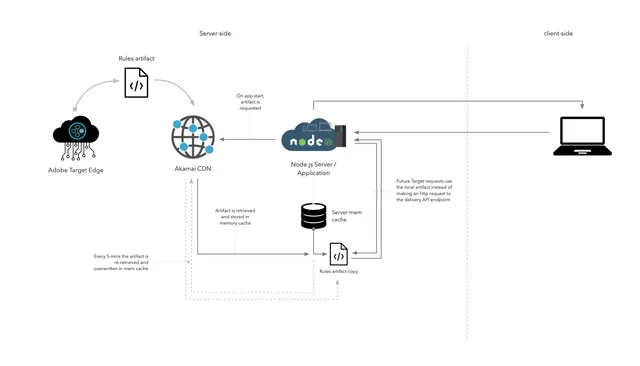 Server-side
client-side
Rules artifact
On app start,
artifact is
requested
node
JS
Adobe Target Edge
Akamai CDN
Node.js Server /
Application
Future Target requests use
the local artifact instead of
making an http request to
the delivery API endpoint
Artifact is retrieved
and stored in
memory cache
Server mem
cache
Every 5 mins the artifact is
re-retrieved and
overwritten in mem cache
Rules artifact copy